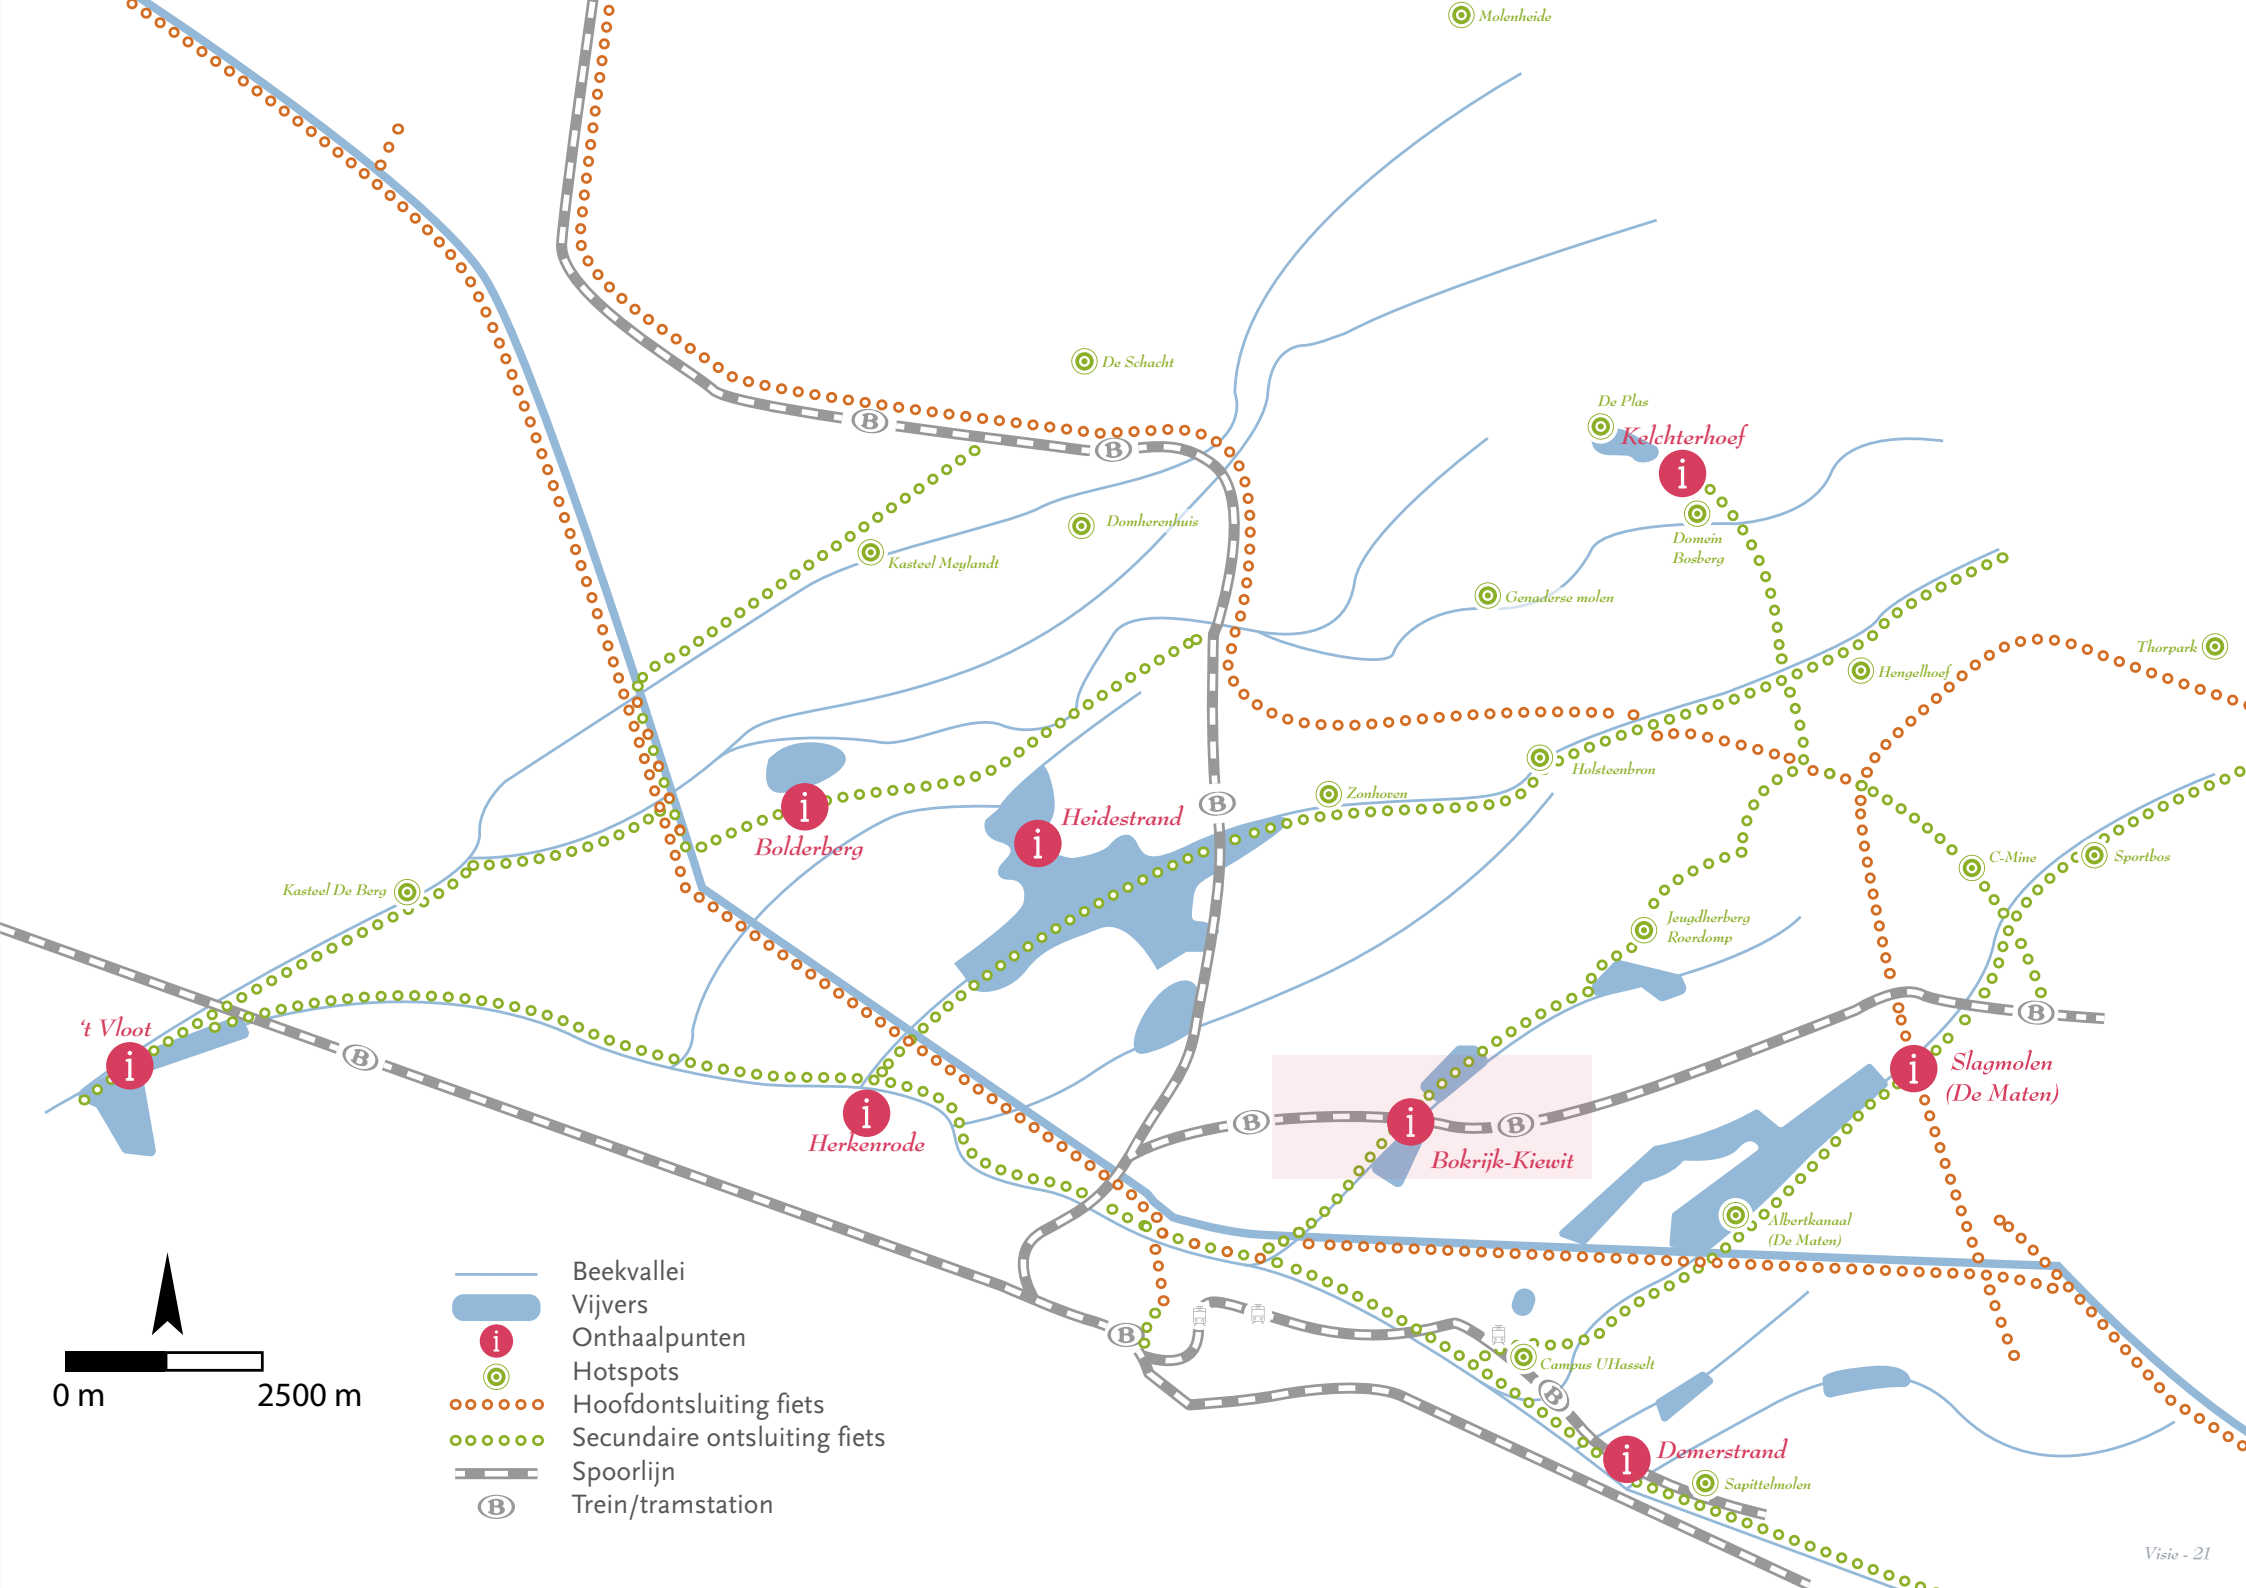 Molenheide
De Schacht
De Plas
Kelchterhoef
B
B
i
Domherenhuis
Domein
Bosberg
Kasteel Meylandt
Genaderse molen
Thorpark
Hengelhoef
Holsteenbron
Zonhoven
B
i
Bolderberg
Heidestrand
i
C-Mine
Sportbos
Kasteel De Berg
Jeugdherberg
Roerdomp
't Vloot
i
B
B
Slagmolen
(De Maten)
i
i
Herkenrode
B
i
B
Bokrijk-Kiewit
Albertkanaal
(De Maten)
B
Campus UHasselt
B
Demerstrand
i
Sapittelmolen
0 m
2500 m
Beekvallei
Vijvers
i Onthaalpunten
Hotspots
Hoofdontsluiting fiets
Secundaire ontsluiting fiets
Spoorlijn
B Trein/tramstation
Visie - 21